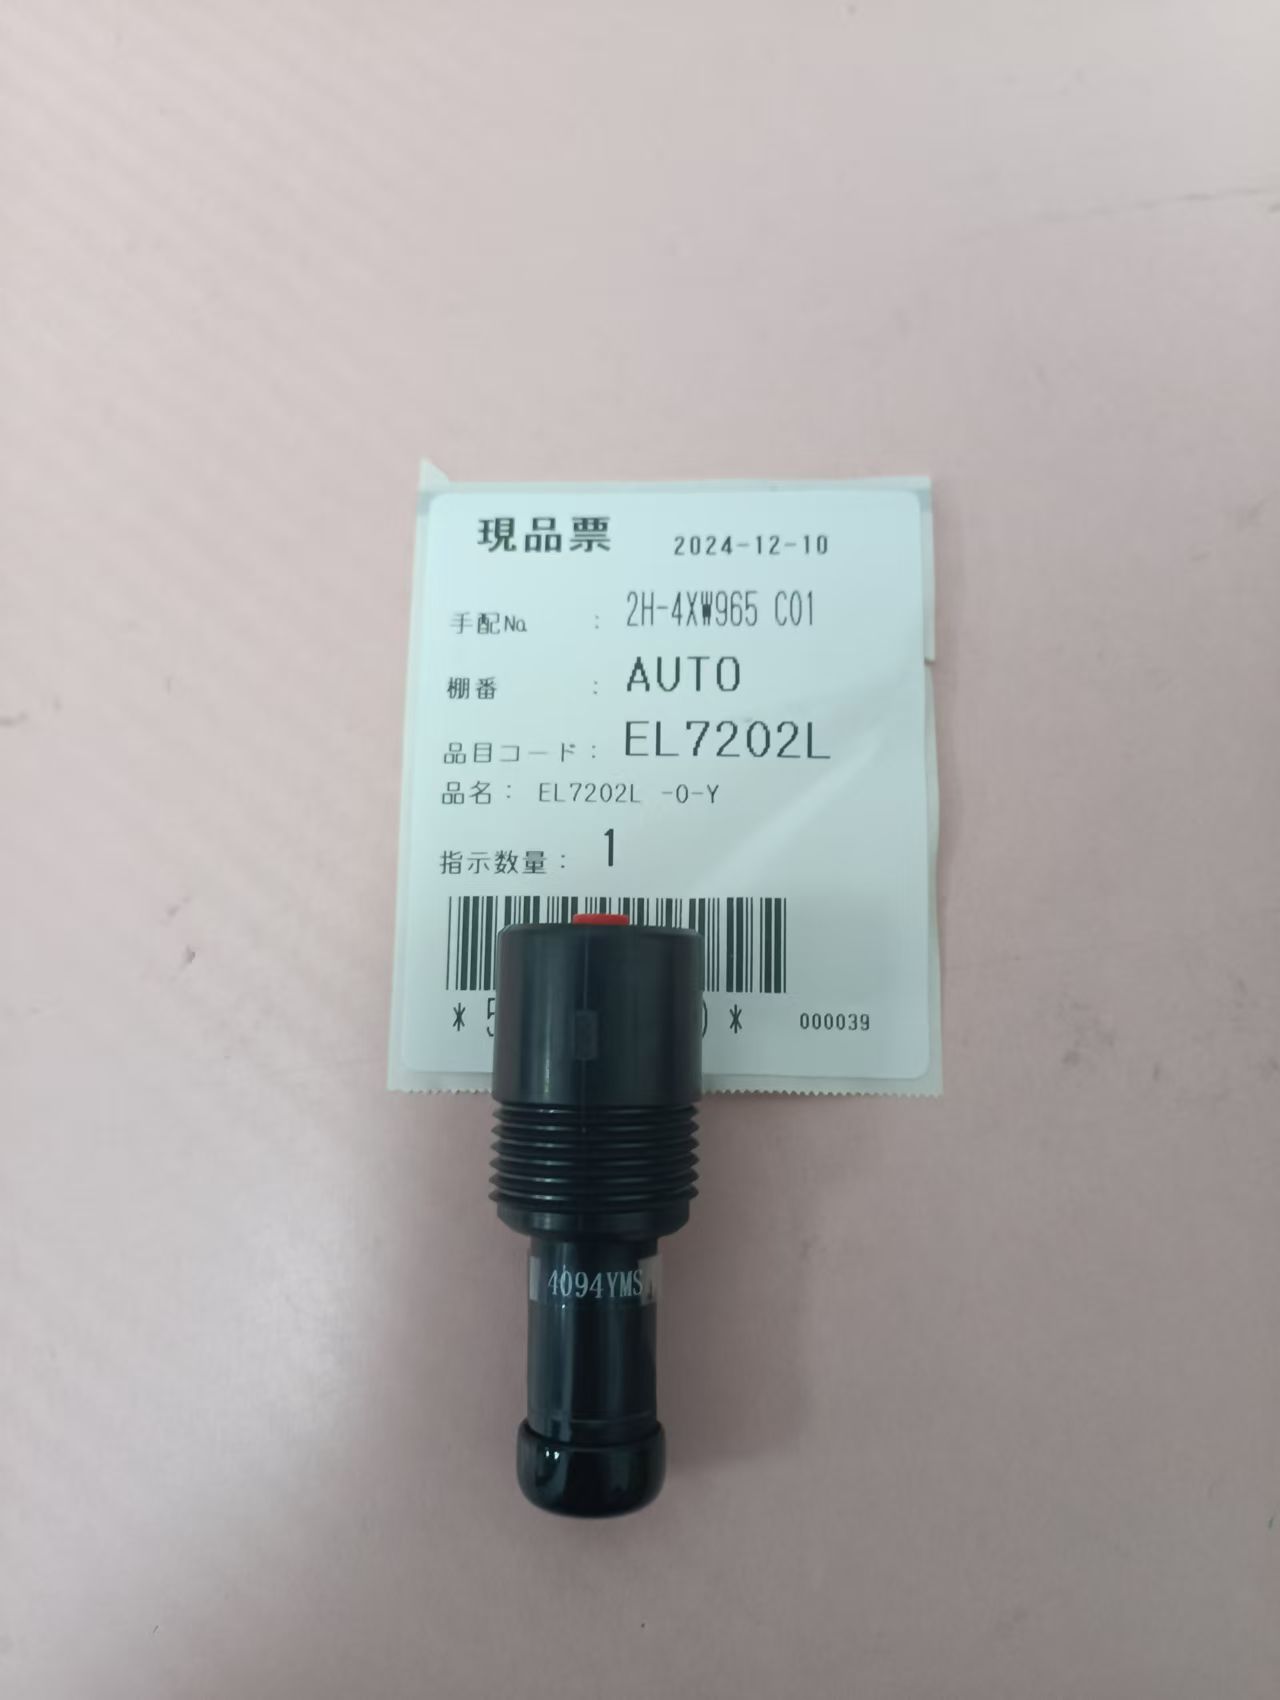 現品票 2024-12-10
手配No. : 2H-4XW965 C01
棚番 : AUTO
品目コード : EL7202L
品名 : EL7202L -0-Y
指示数量 : 1
* * 000039
4094YMS